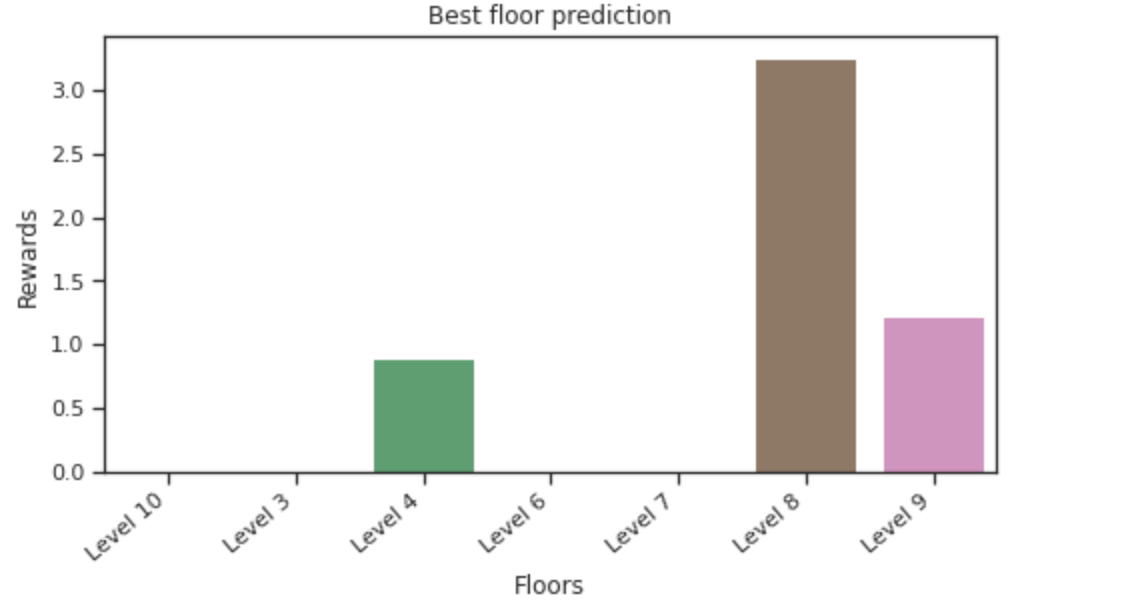 Best floor prediction
Rewards
3.0
2.5
2.0
1.5
1.0
0.5
0.0
Level 10
Level 3
Level 4
Level 6
Level 7
Level 8
Level 9
Floors